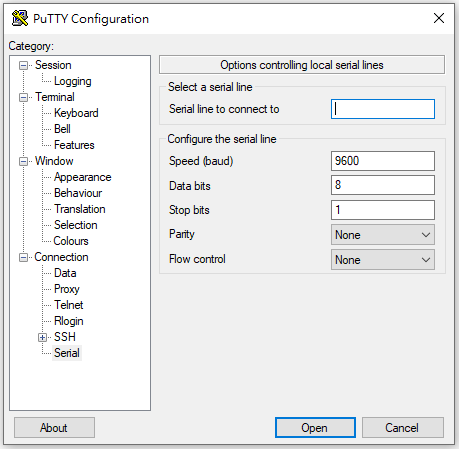 PuTTY Configuration
Category:
Session
Logging
Terminal
Keyboard
Bell
Features
Window
Appearance
Behaviour
Translation
Selection
Colours
Connection
Data
Proxy
Telnet
Rlogin
SSH
Serial
Options controlling local serial lines
Select a serial line
Serial line to connect to
Configure the serial line
Speed (baud) 9600
Data bits 8
Stop bits 1
Parity None
Flow control None
About Open Cancel